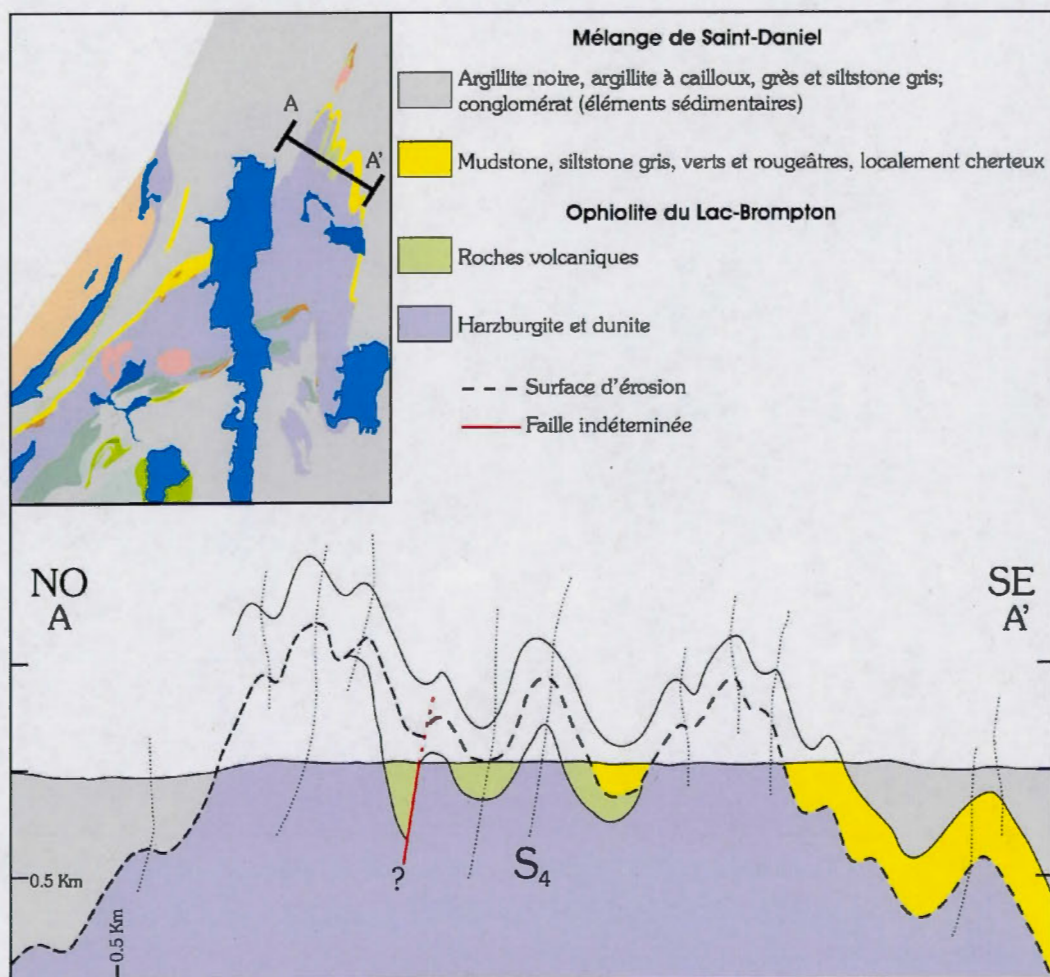 Mélange de Saint-Daniel
Argillite noire, argillite à cailloux, grès et siltstone gris;
conglomérat (éléments sédimentaires)
Mudstone, siltstone gris, verts et rougeâtres, localement cherteux
Ophiolite du Lac-Brompton
Roches volcaniques
Harzburgite et dunite
Surface d'érosion
Faille indéteminée
A
A'
NO
A
SE
A'
0.5 Km
0.5 Km
?
S4